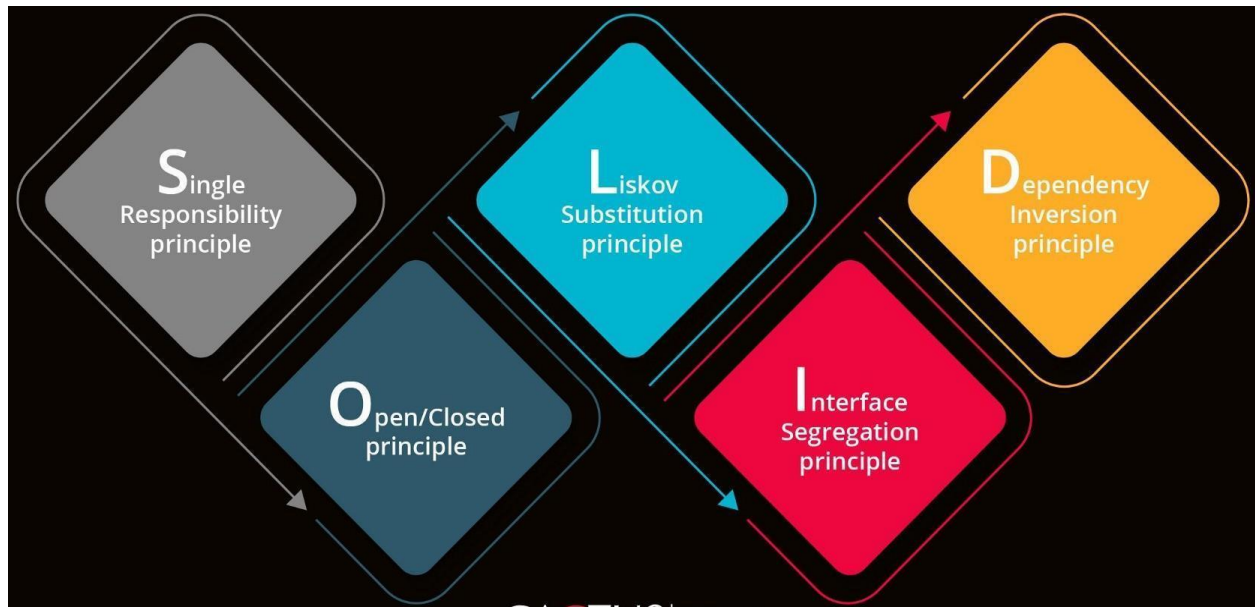 Single
Responsibility
principle
Open/Closed
principle
Liskov
Substitution
principle
Interface
Segregation
principle
Dependency
Inversion
principle